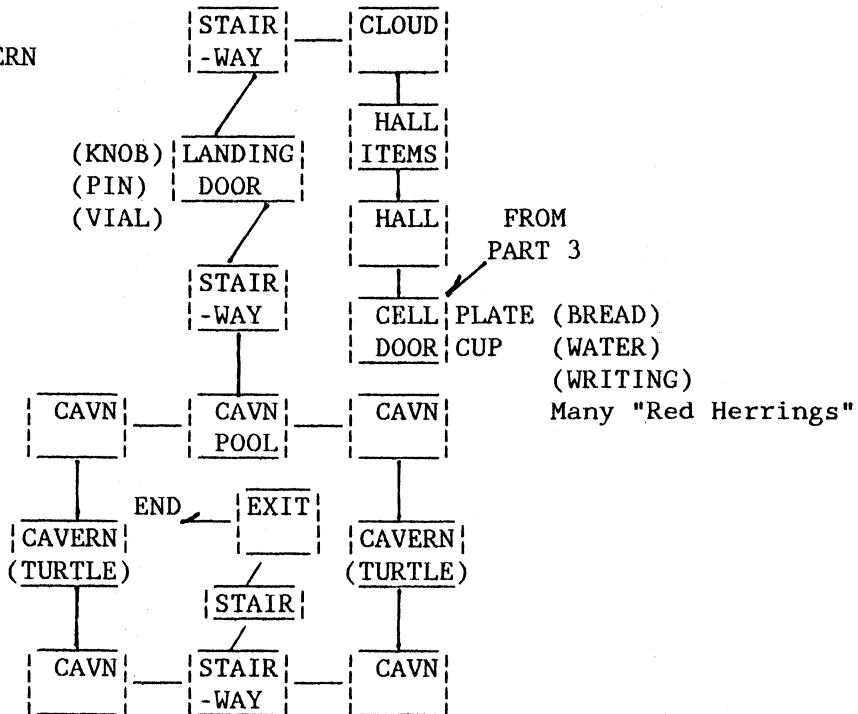 STAIR CLOUD
ERN
-WAY
HALL
ITEMS
(KNOB) LANDING
(PIN) DOOR
(VIAL)
HALL FROM
PART 3
STAIR
-WAY
CELL PLATE (BREAD)
DOOR CUP (WATER)
(WRITING)
Many "Red Herrings"
CAVN CAVN CAVN
POOL
END EXIT
CAVERN CAVERN
(TURTLE) (TURTLE)
STAIR
CAVN STAIR CAVN
-WAY